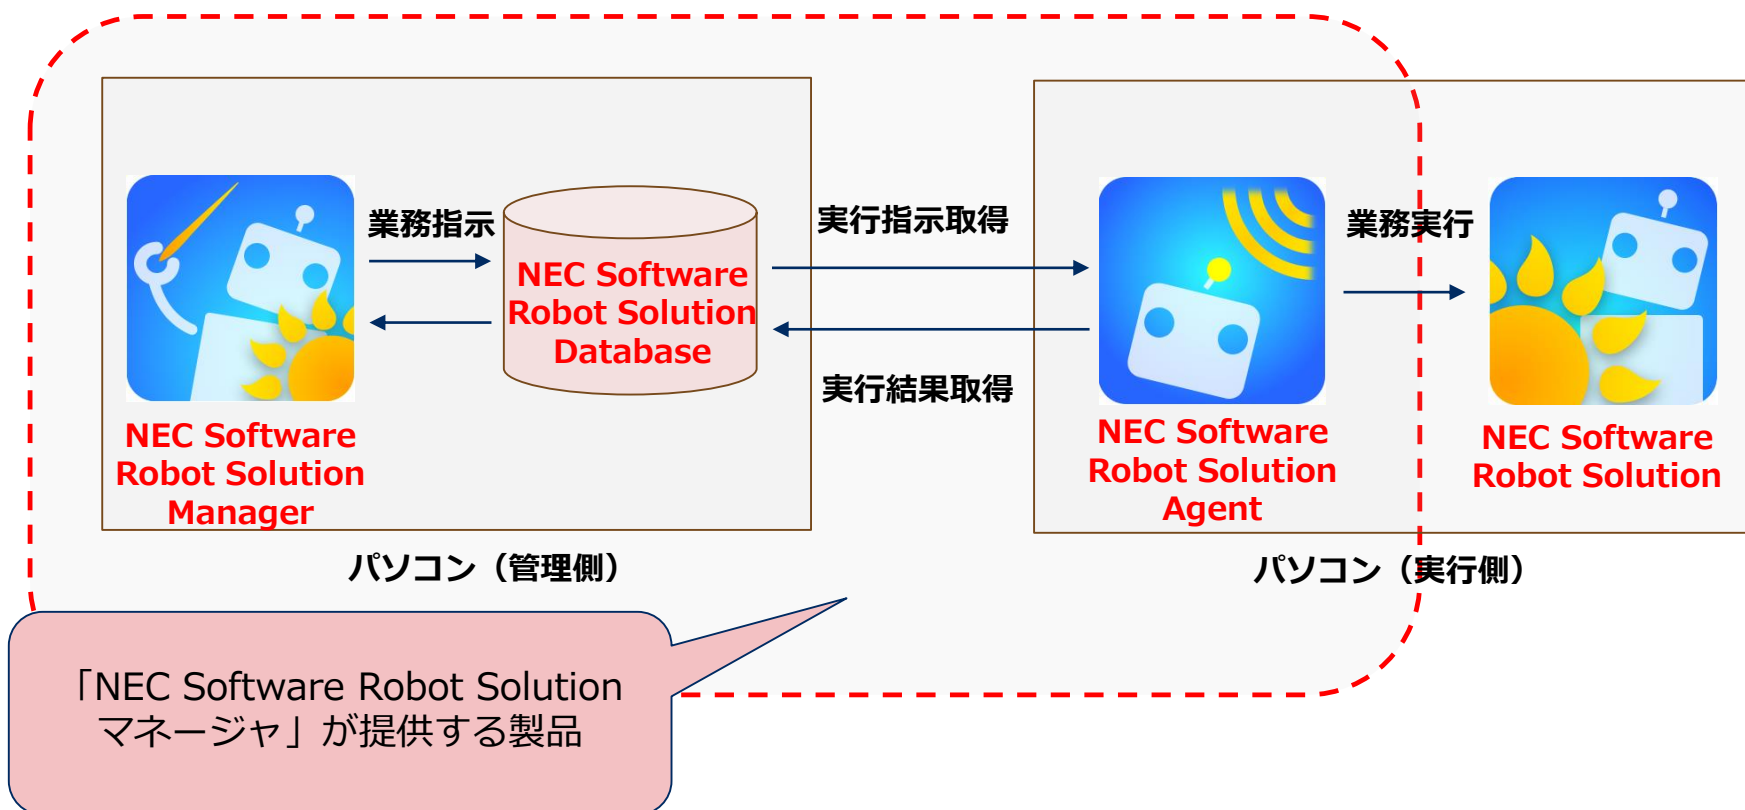 業務指示
実行指示取得
業務実行
NEC Software
Robot Solution
Database
実行結果取得
NEC Software
Robot Solution
Manager
NEC Software
Robot Solution
Agent
NEC Software
Robot Solution
パソコン（管理側）
パソコン（実行側）
「NEC Software Robot Solution
マネージャ」が提供する製品